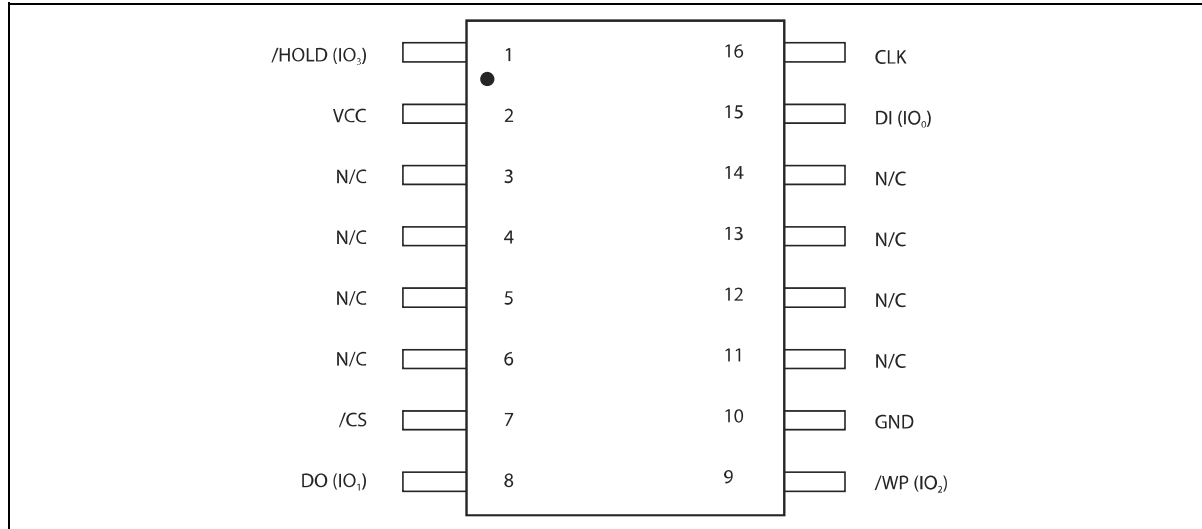 /HOLD (IO₃) 1 16 CLK
VCC 2 15 DI (IO₀)
N/C 3 14 N/C
N/C 4 13 N/C
N/C 5 12 N/C
N/C 6 11 N/C
/CS 7 10 GND
DO (IO₁) 8 9 /WP (IO₂)